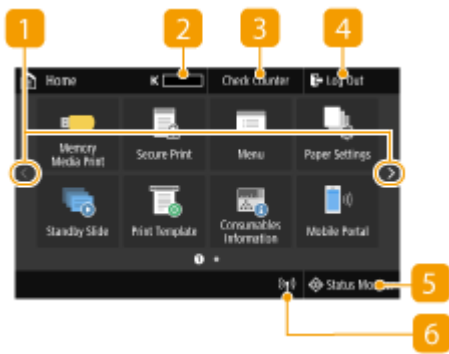 1 2 3 4
Home K Check Counter Log Out
Memory
Media Print
Secure Print
Menu
Paper Settings
Standby Slide
Print Template
Consumables
Information
Mobile Portal
1
Status Mo
5
6